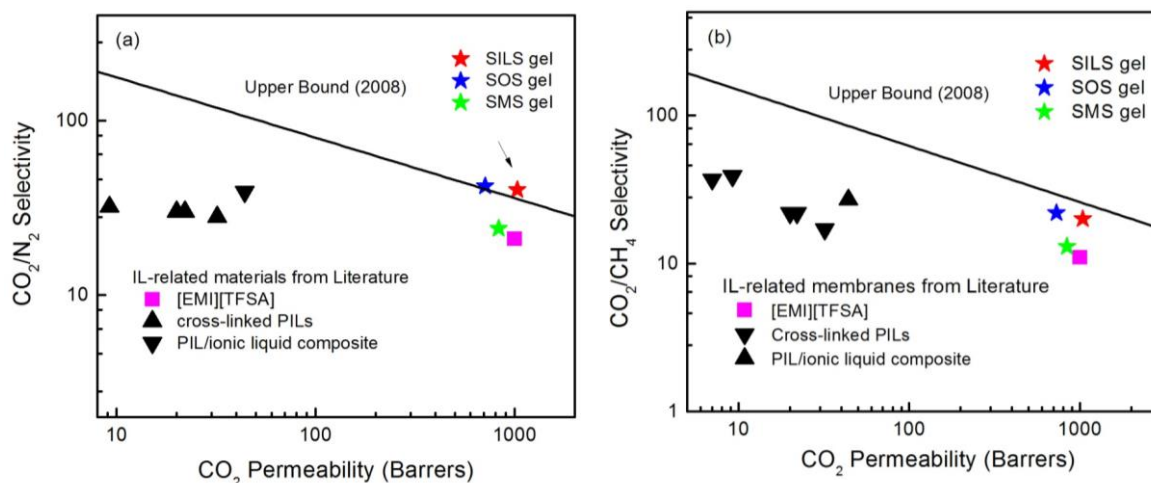 (a)
SILS gel
SOS gel
SMS gel
Upper Bound (2008)
100
10
CO₂/N₂ Selectivity
IL-related materials from Literature
[EMI][TFSA]
cross-linked PILs
PIL/ionic liquid composite
10 100 1000
CO₂ Permeability (Barrers)
(b)
SILS gel
SOS gel
SMS gel
Upper Bound (2008)
100
10
1
CO₂/CH₄ Selectivity
IL-related membranes from Literature
[EMI][TFSA]
Cross-linked PILs
PIL/ionic liquid composite
10 100 1000
CO₂ Permeability (Barrers)